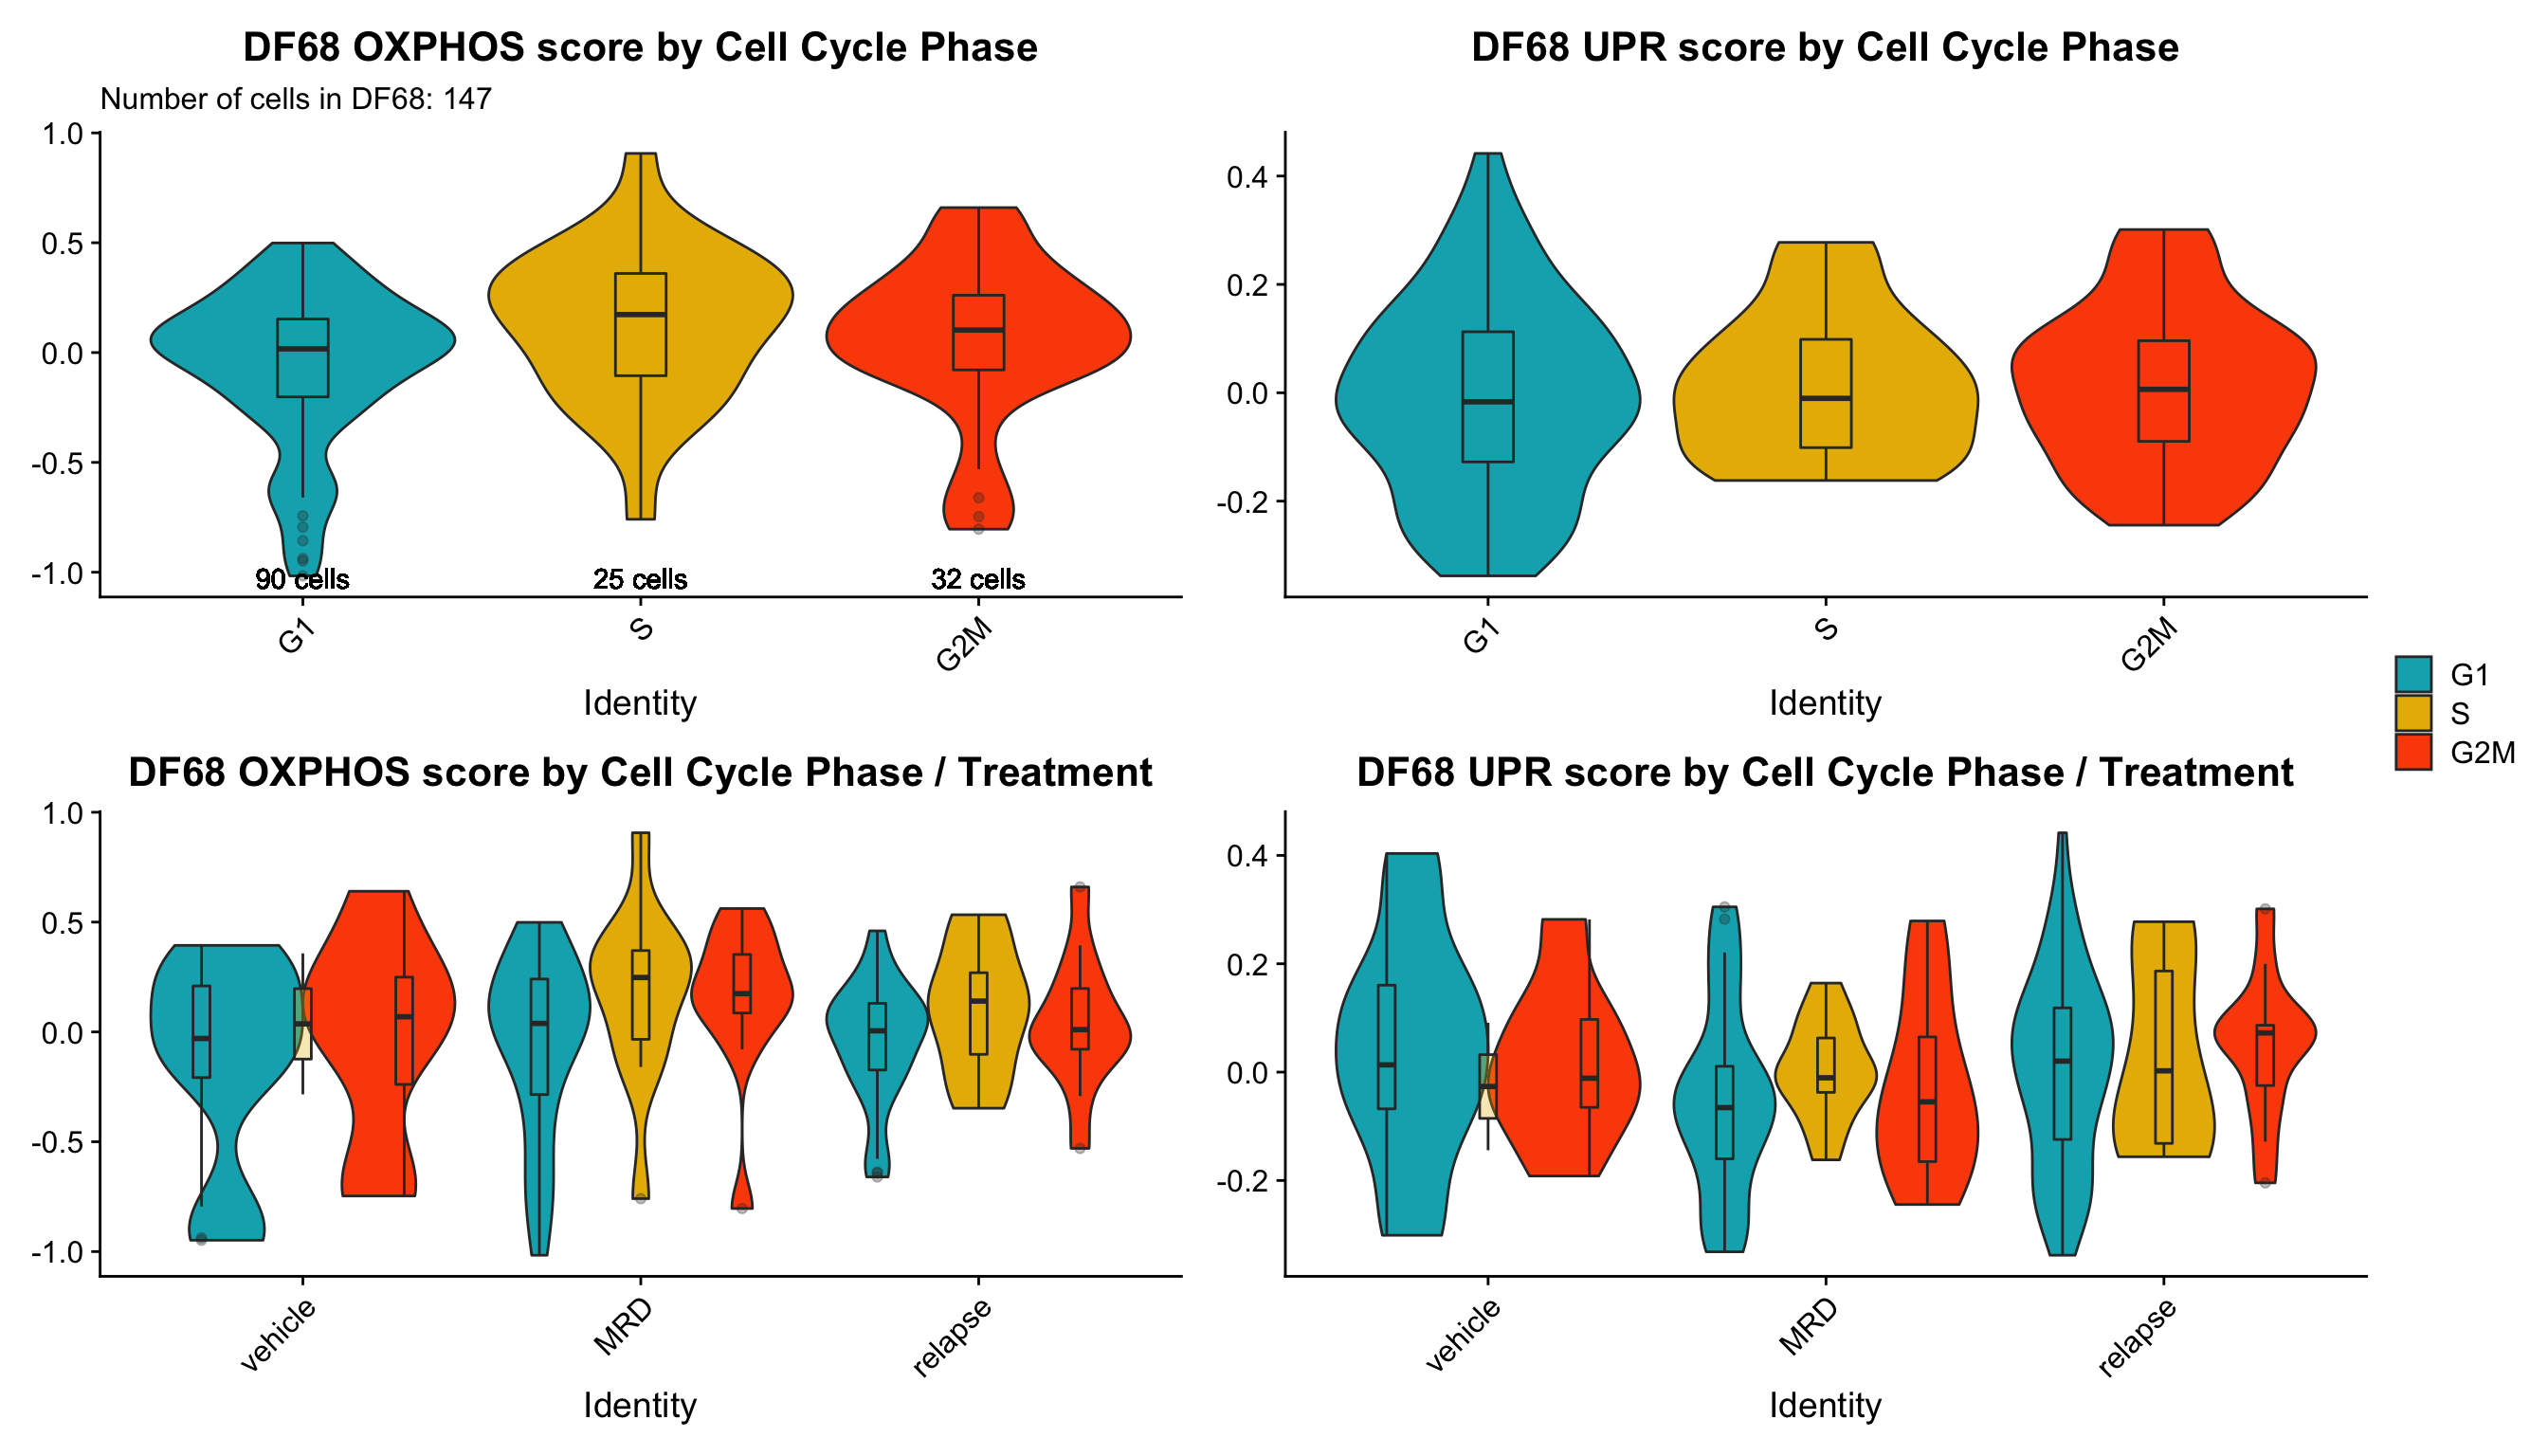 DF68 OXPHOS score by Cell Cycle Phase
Number of cells in DF68: 147
1.0
0.5
0.0
-0.5
-1.0
90 cells
25 cells
32 cells
G1
S
G2M
Identity
DF68 UPR score by Cell Cycle Phase
0.4
0.2
0.0
-0.2
G1
S
G2M
Identity
G1
S
G2M
DF68 OXPHOS score by Cell Cycle Phase / Treatment
1.0
0.5
0.0
-0.5
-1.0
vehicle
MRD
relapse
Identity
DF68 UPR score by Cell Cycle Phase / Treatment
0.4
0.2
0.0
-0.2
vehicle
MRD
relapse
Identity